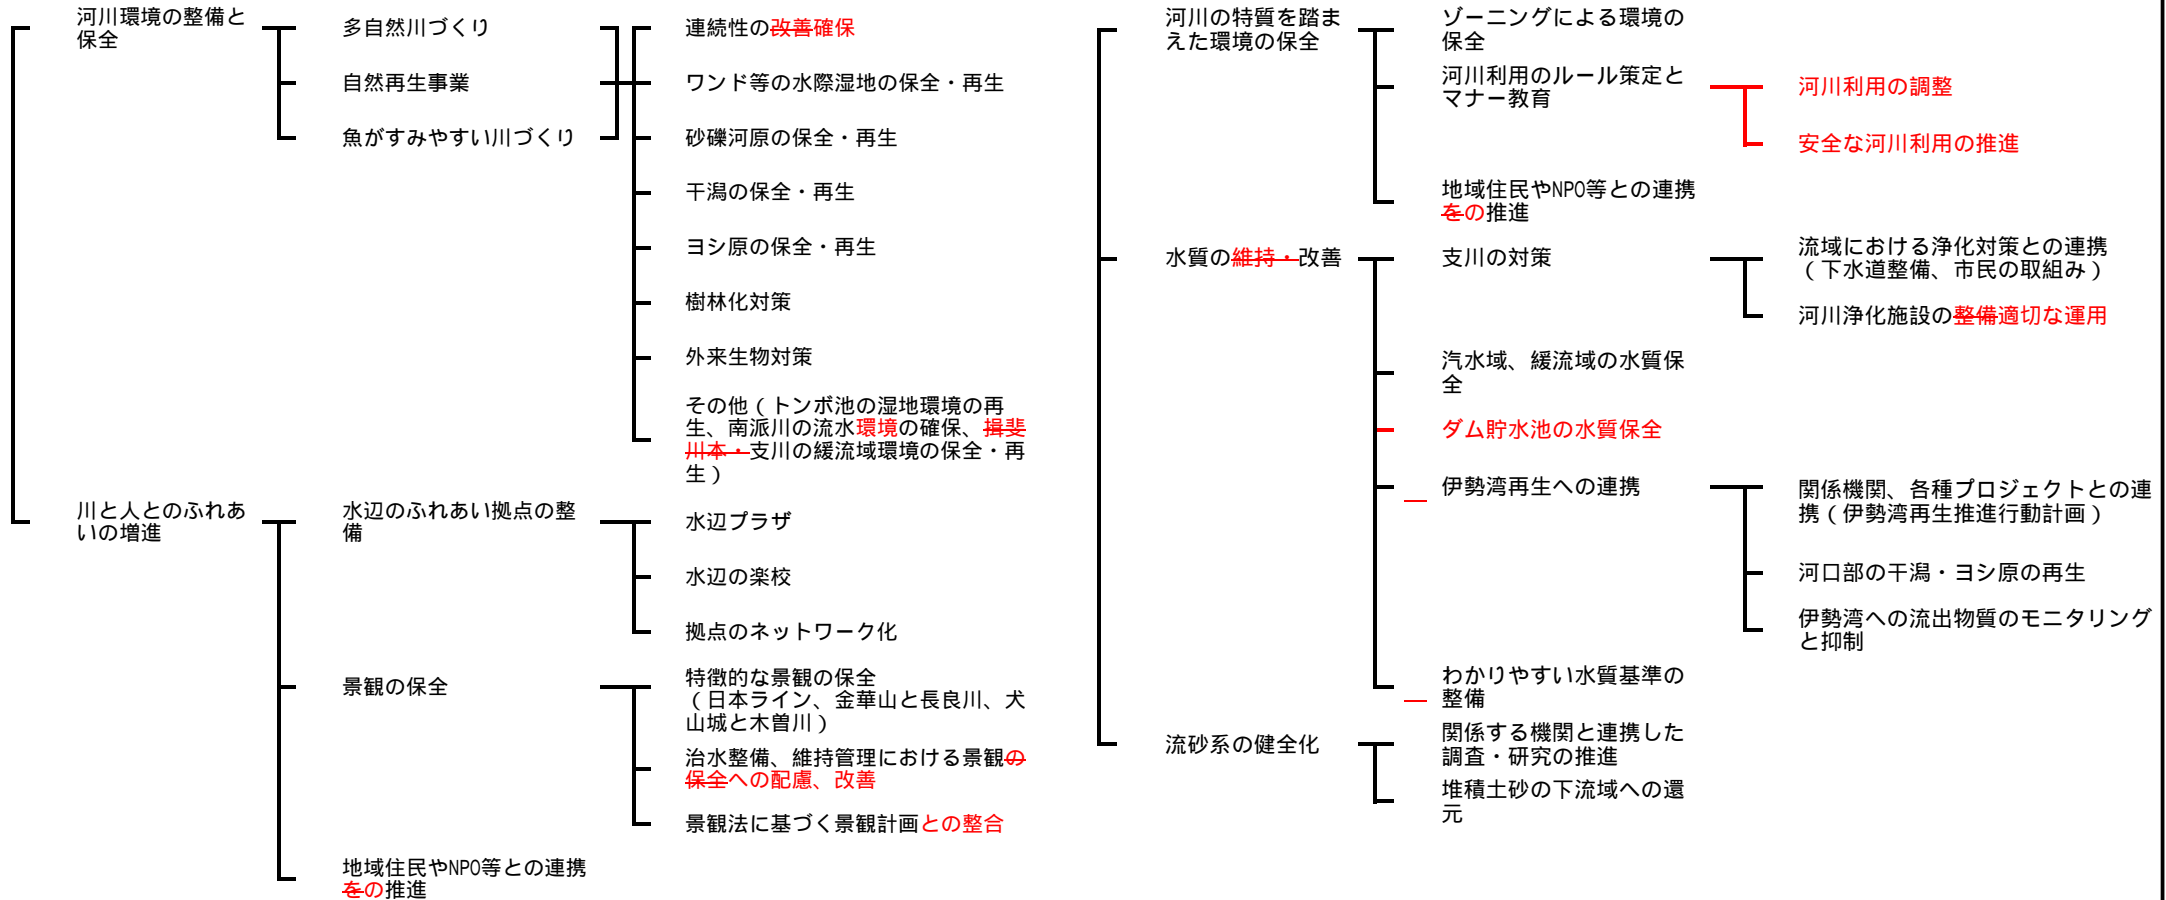 河川環境の整備と
保全
多自然川づくり
自然再生事業
魚がすみやすい川づくり
連続性の改善確保
ワンド等の水際湿地の保全・再生
砂礫河原の保全・再生
干潟の保全・再生
ヨシ原の保全・再生
樹林化対策
外来生物対策
その他（トンボ池の湿地環境の再
生、南派川の流水環境の確保、揖斐
川本・支川の緩流域環境の保全・再
生）
川と人とのふれあ
いの増進
水辺のふれあい拠点の整
備
水辺プラザ
水辺の楽校
拠点のネットワーク化
景観の保全
特徴的な景観の保全
（日本ライン、金華山と長良川、犬
山城と木曽川）
治水整備、維持管理における景観の
保全への配慮、改善
景観法に基づく景観計画との整合
地域住民やNPO等との連携
をの推進
河川の特質を踏ま
えた環境の保全
ゾーニングによる環境の
保全
河川利用のルール策定と
マナー教育
河川利用の調整
安全な河川利用の推進
地域住民やNPO等との連携
をの推進
水質の維持・改善
支川の対策
流域における浄化対策との連携
（下水道整備、市民の取組み）
河川浄化施設の整備適切な運用
汽水域、緩流域の水質保
全
ダム貯水池の水質保全
伊勢湾再生への連携
関係機関、各種プロジェクトとの連
携（伊勢湾再生推進行動計画）
河口部の干潟・ヨシ原の再生
伊勢湾への流出物質のモニタリング
と抑制
わかりやすい水質基準の
整備
流砂系の健全化
関係する機関と連携した
調査・研究の推進
堆積土砂の下流域への還
元